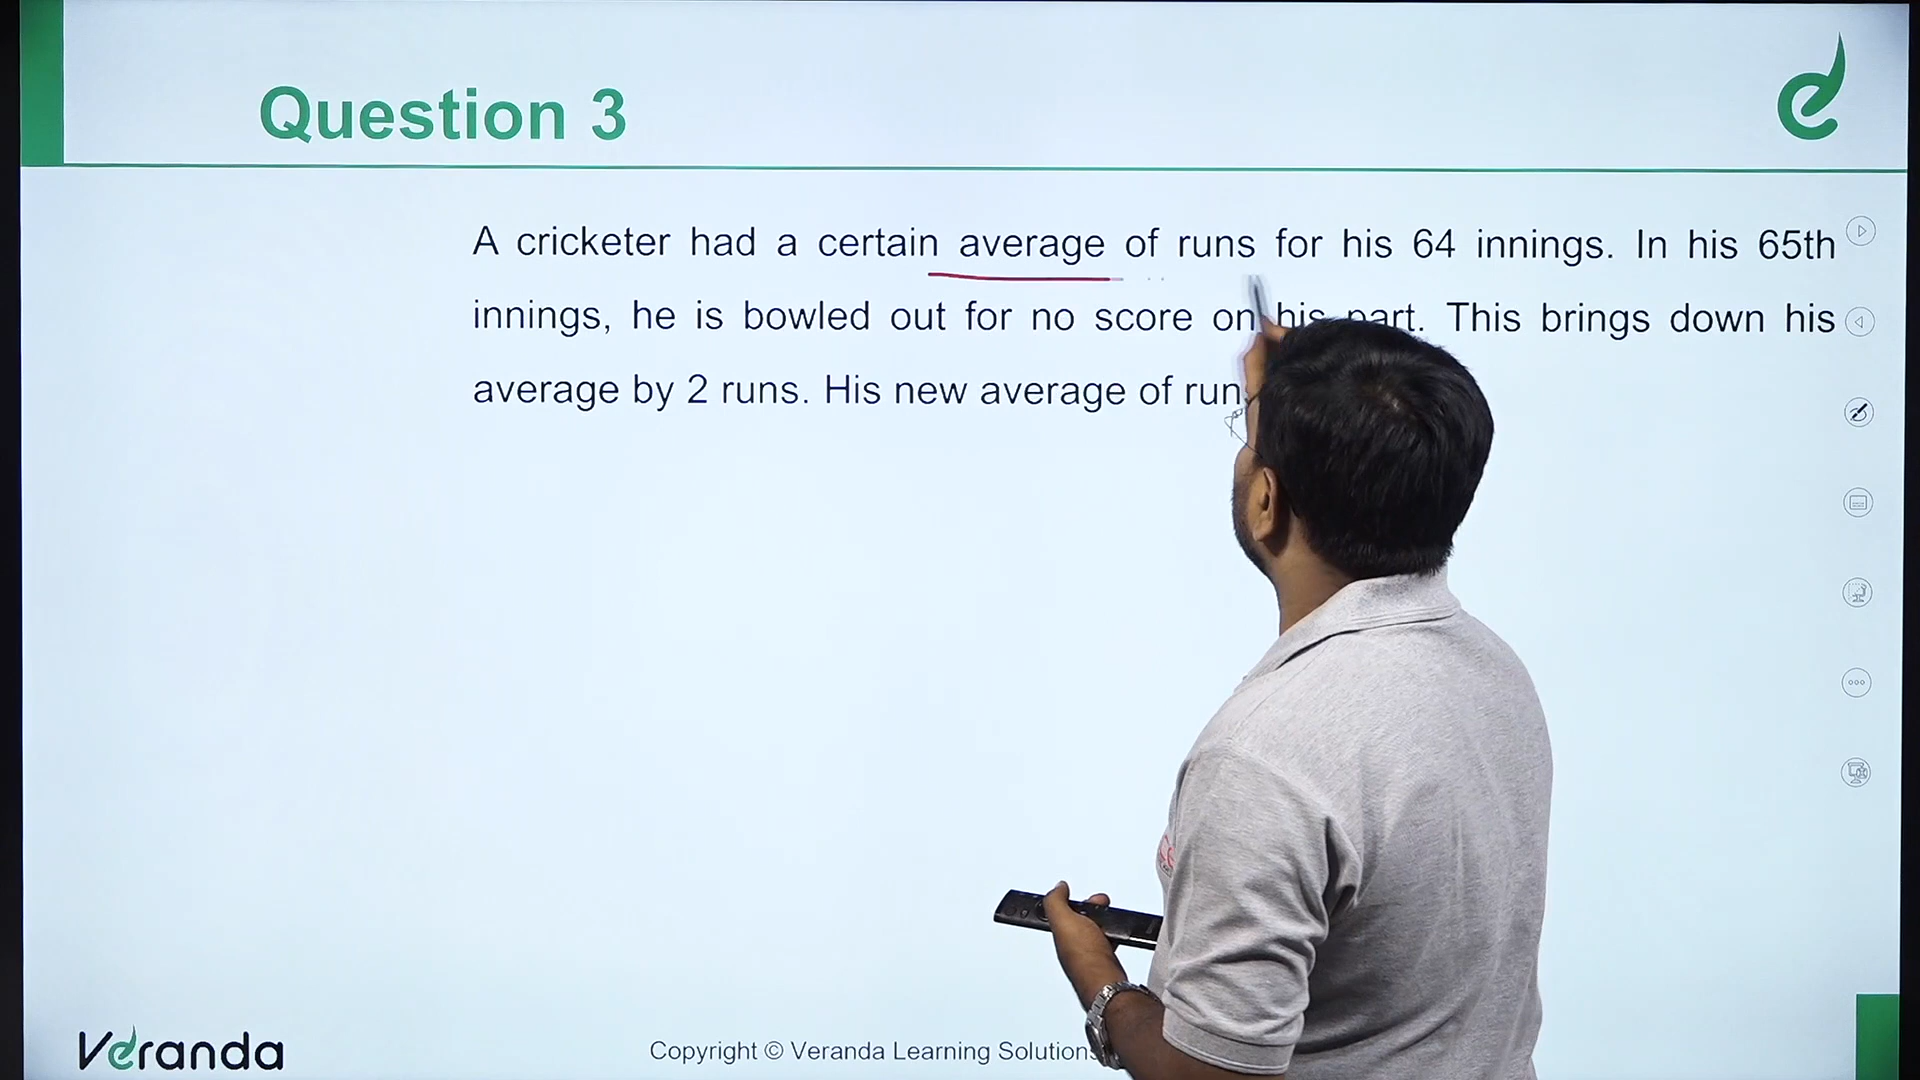 Question 3
A cricketer had a certain average of runs for his 64 innings. In his 65th
innings, he is bowled out for no score on his part. This brings down his
average by 2 runs. His new average of run
Veranda
Copyright © Veranda Learning Solutions